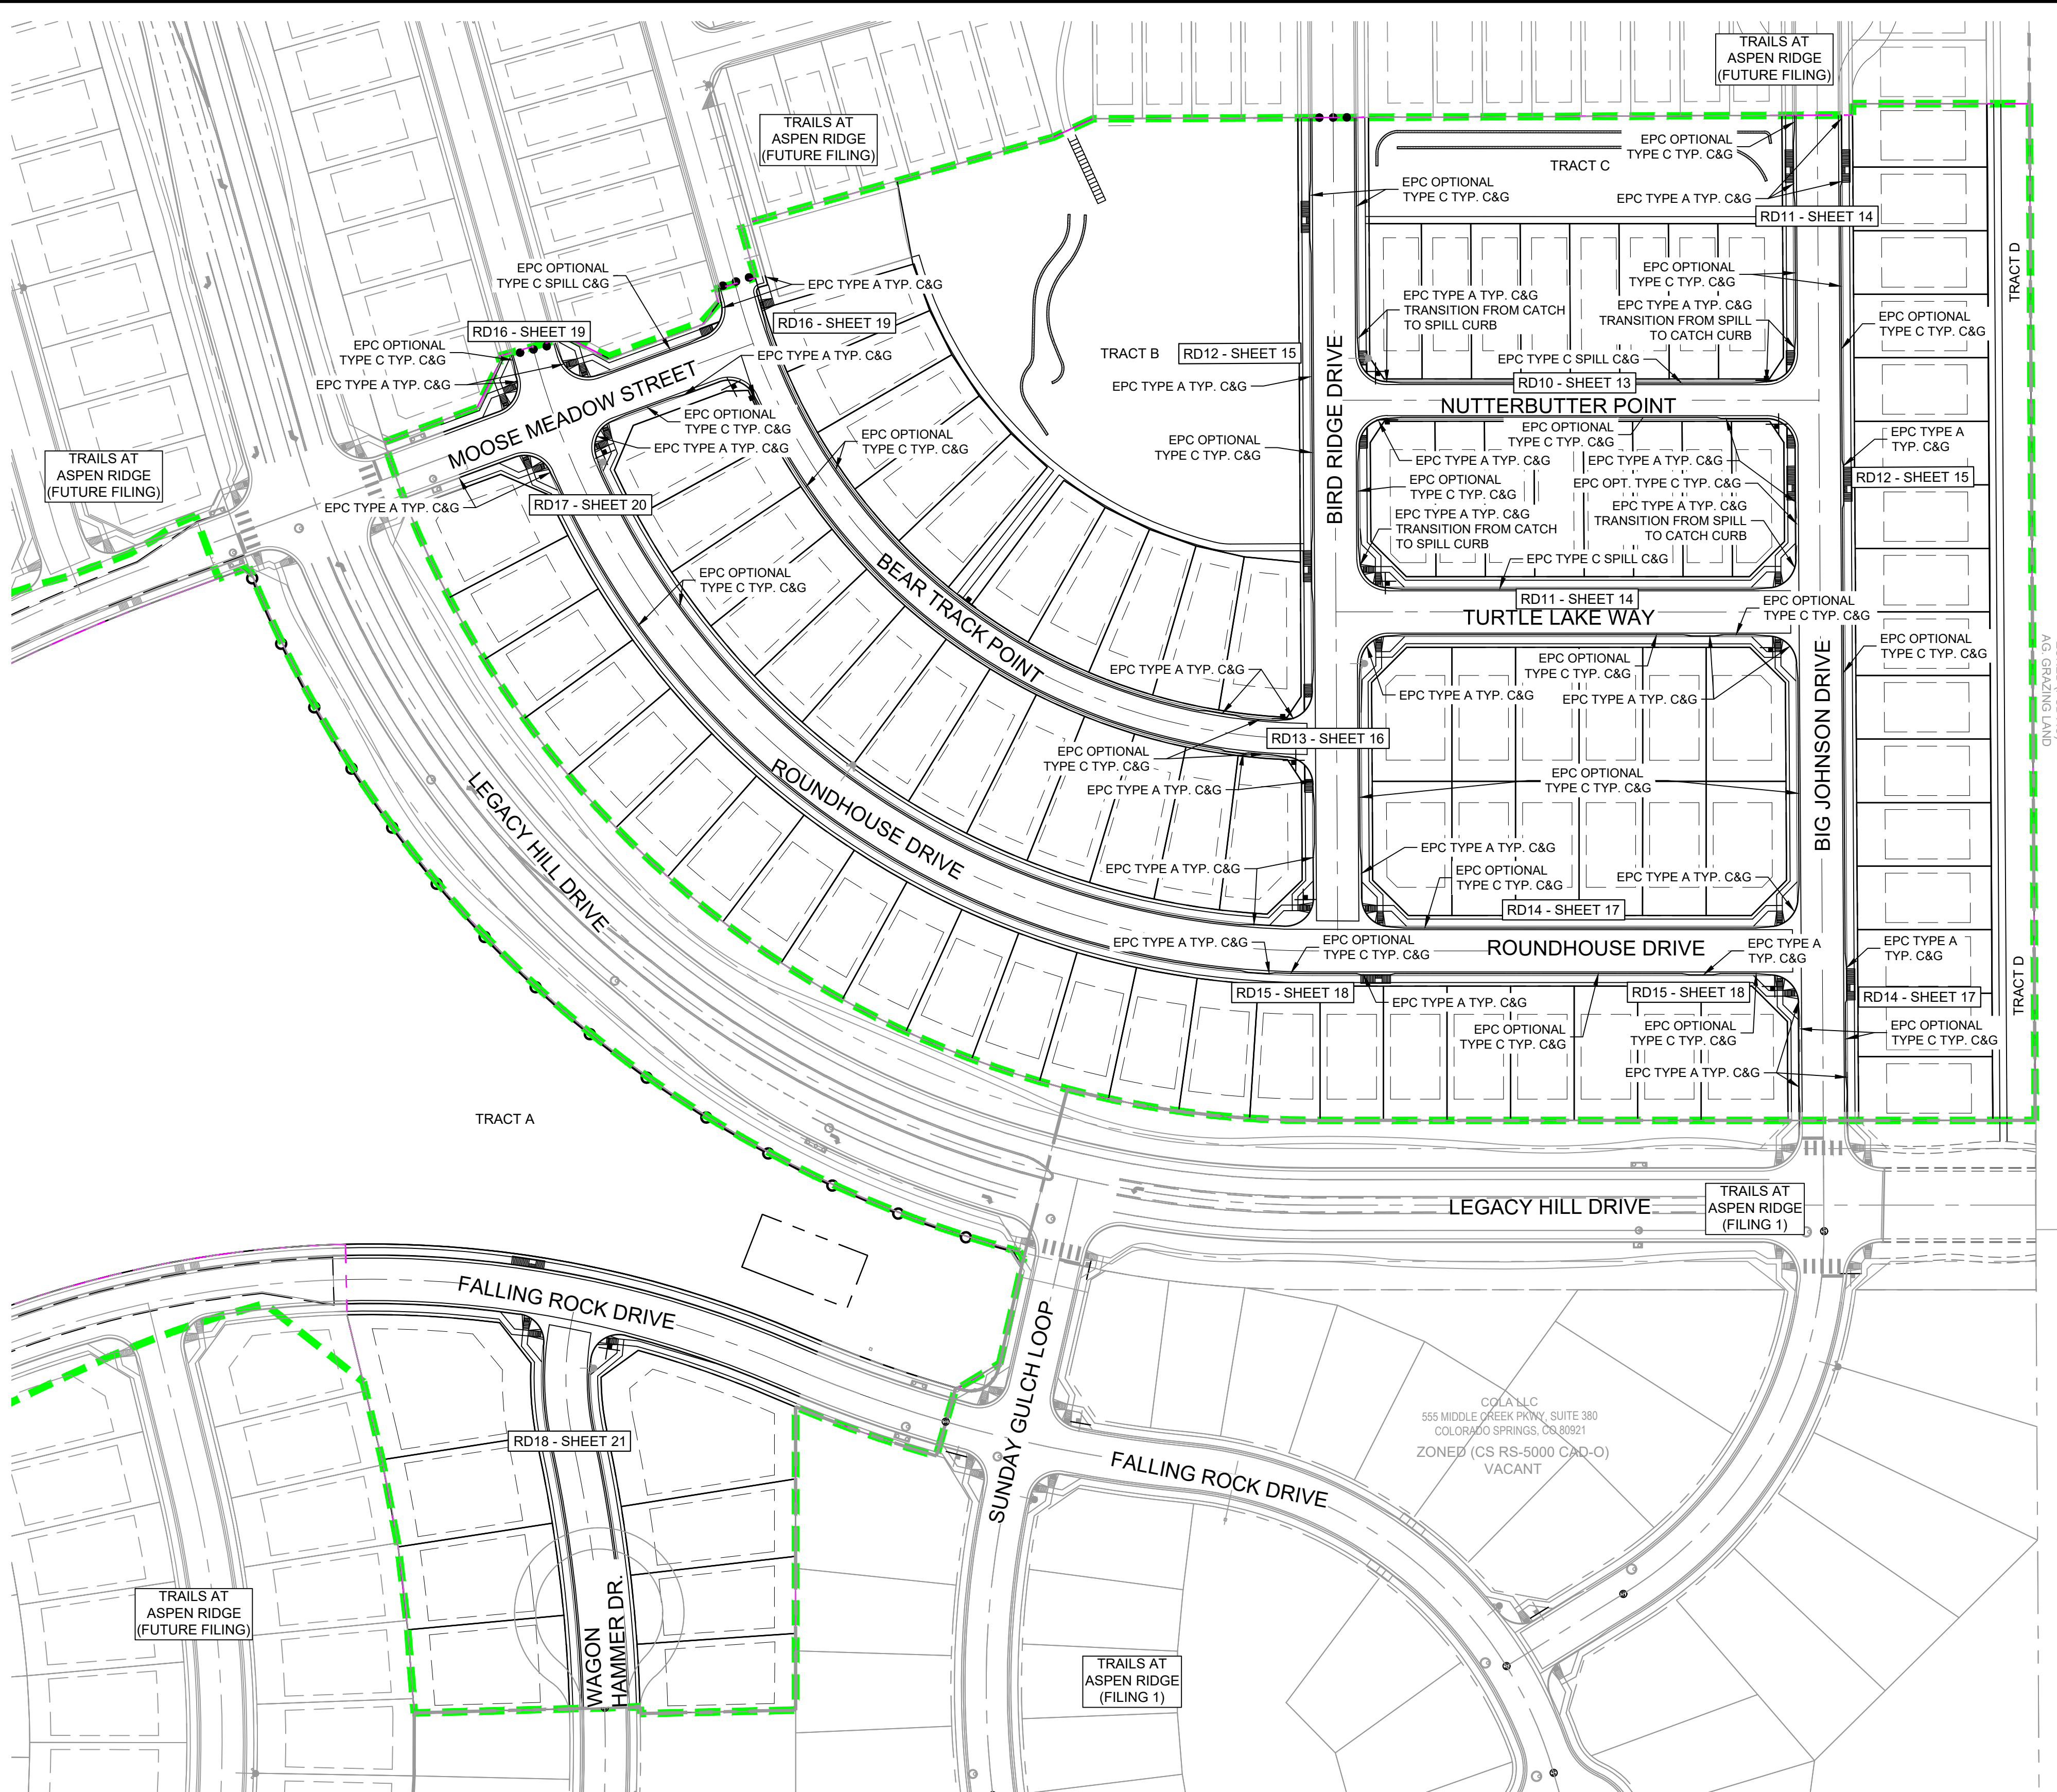 TRAILS AT
ASPEN RIDGE
(FUTURE FILING)
TRAILS AT
ASPEN RIDGE
(FUTURE FILING)
EPC OPTIONAL
TYPE C TYP. C&G
TRACT C
EPC OPTIONAL
TYPE C TYP. C&G
EPC TYPE A TYP. C&G
RD11 - SHEET 14
TRACT D
EPC OPTIONAL
TYPE C SPILL C&G
EPC TYPE A TYP. C&G
EPC OPTIONAL
TYPE C TYP. C&G
EPC TYPE A TYP. C&G
TRANSITION FROM CATCH
TO SPILL CURB
EPC TYPE A TYP. C&G
TRANSITION FROM SPILL
TO CATCH CURB
EPC OPTIONAL
TYPE C TYP. C&G
RD16 - SHEET 19
RD16 - SHEET 19
EPC OPTIONAL
TYPE C TYP. C&G
EPC TYPE A TYP. C&G
EPC TYPE A TYP. C&G
TRACT B
RD12 - SHEET 15
EPC TYPE A TYP. C&G
EPC TYPE C SPILL C&G
RD10 - SHEET 13
NUTTERBUTTER POINT
BIRD RIDGE DRIVE
MOOSE MEADOW STREET
EPC OPTIONAL
TYPE C TYP. C&G
EPC TYPE A TYP. C&G
EPC OPTIONAL
TYPE C TYP. C&G
EPC OPTIONAL
TYPE C TYP. C&G
EPC OPTIONAL
TYPE C TYP. C&G
EPC TYPE A
TYP. C&G
EPC TYPE A TYP. C&G
EPC TYPE A TYP. C&G
TRAILS AT
ASPEN RIDGE
(FUTURE FILING)
EPC TYPE A TYP. C&G
RD17 - SHEET 20
EPC OPTIONAL
TYPE C TYP. C&G
EPC OPT. TYPE C TYP. C&G
RD12 - SHEET 15
EPC TYPE A TYP. C&G
TRANSITION FROM CATCH
TO SPILL CURB
EPC TYPE A TYP. C&G
TRANSITION FROM SPILL
TO CATCH CURB
EPC TYPE C SPILL C&G
EPC OPTIONAL
TYPE C TYP. C&G
BEAR TRACK POINT
RD11 - SHEET 14
TURTLE LAKE WAY
EPC OPTIONAL
TYPE C TYP. C&G
EPC OPTIONAL
TYPE C TYP. C&G
AG. GRAZING LAND
BIG JOHNSON DRIVE
EPC TYPE A TYP. C&G
EPC OPTIONAL
TYPE C TYP. C&G
EPC TYPE A TYP. C&G
EPC TYPE A TYP. C&G
RD13 - SHEET 16
EPC OPTIONAL
TYPE C TYP. C&G
EPC TYPE A TYP. C&G
EPC OPTIONAL
TYPE C TYP. C&G
LEGACY HILL DRIVE
ROUNDHOUSE DRIVE
EPC TYPE A TYP. C&G
EPC TYPE A TYP. C&G
EPC OPTIONAL
TYPE C TYP. C&G
EPC TYPE A TYP. C&G
RD14 - SHEET 17
EPC TYPE A TYP. C&G
EPC OPTIONAL
TYPE C TYP. C&G
ROUNDHOUSE DRIVE
EPC TYPE A
TYP. C&G
EPC TYPE A
TYP. C&G
RD15 - SHEET 18
EPC TYPE A TYP. C&G
RD15 - SHEET 18
RD14 - SHEET 17
TRACT D
EPC OPTIONAL
TYPE C TYP. C&G
EPC OPTIONAL
TYPE C TYP. C&G
EPC OPTIONAL
TYPE C TYP. C&G
EPC TYPE A TYP. C&G
TRACT A
LEGACY HILL DRIVE
TRAILS AT
ASPEN RIDGE
(FILING 1)
FALLING ROCK DRIVE
SUNDAY GULCH LOOP
COLA LLC
555 MIDDLE CREEK PKWY, SUITE 380
COLORADO SPRINGS, CO 80921
ZONED (CS RS-5000 CAD-O)
VACANT
RD18 - SHEET 21
FALLING ROCK DRIVE
TRAILS AT
ASPEN RIDGE
(FUTURE FILING)
WAGON
HAMMER DR.
TRAILS AT
ASPEN RIDGE
(FILING 1)